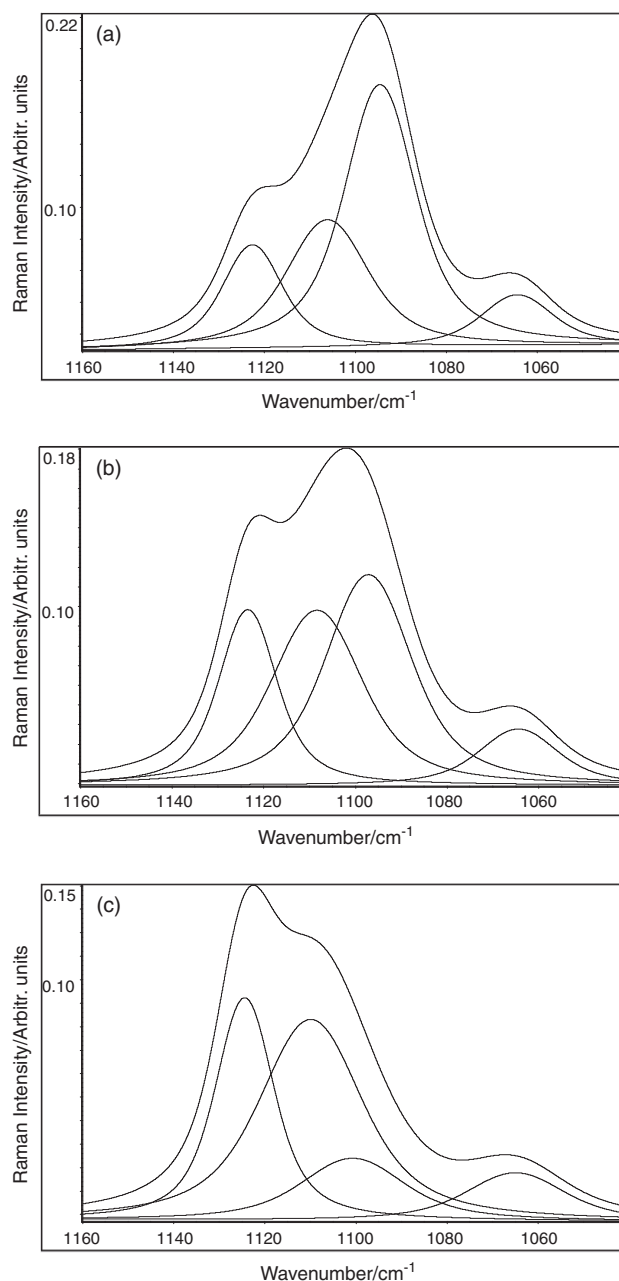 (a)
0.22
0.10
Raman Intensity/Arbitr. units
1160 1140 1120 1100 1080 1060
Wavenumber/cm⁻¹
(b)
0.18
0.10
Raman Intensity/Arbitr. units
1160 1140 1120 1100 1080 1060
Wavenumber/cm⁻¹
(c)
0.15
0.10
Raman Intensity/Arbitr. units
1160 1140 1120 1100 1080 1060
Wavenumber/cm⁻¹